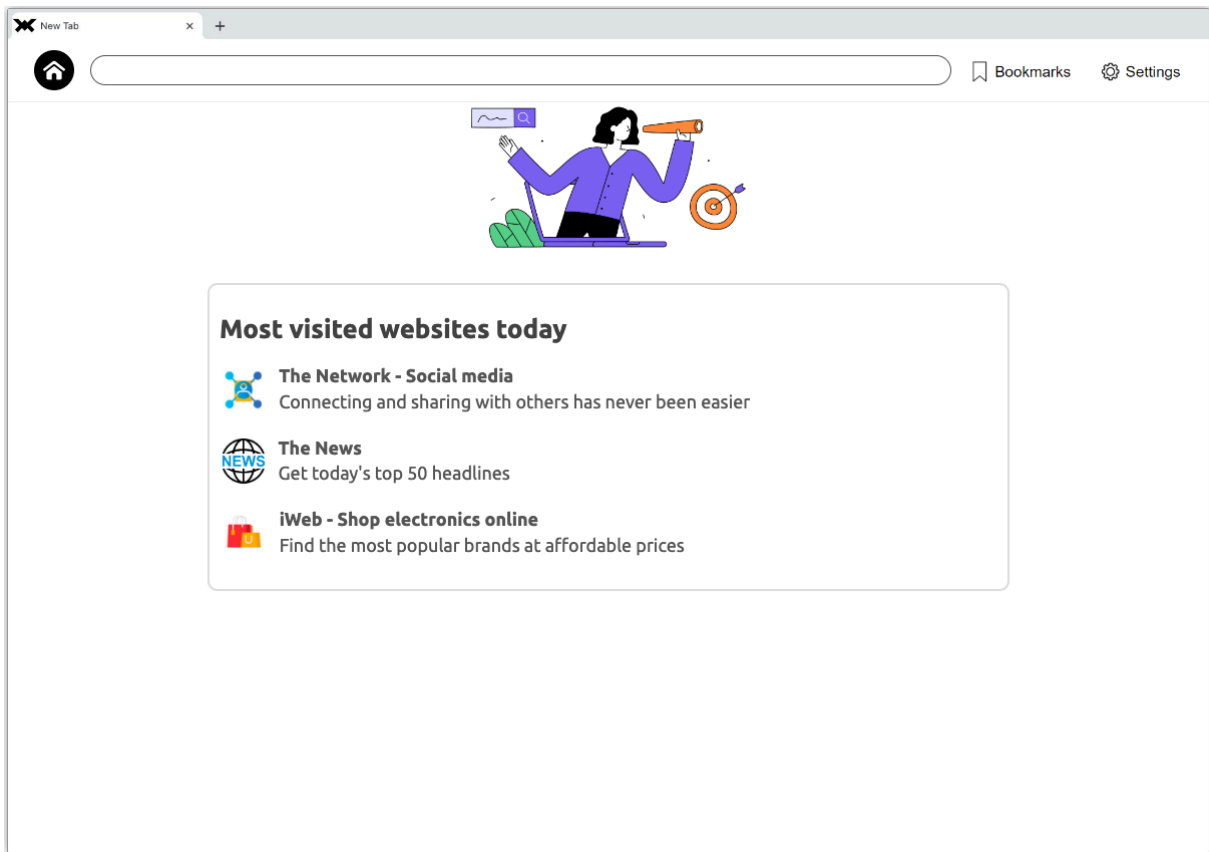 New Tab
Bookmarks
Settings
Most visited websites today
The Network - Social media
Connecting and sharing with others has never been easier
NEWS
The News
Get today's top 50 headlines
U
iWeb - Shop electronics online
Find the most popular brands at affordable prices